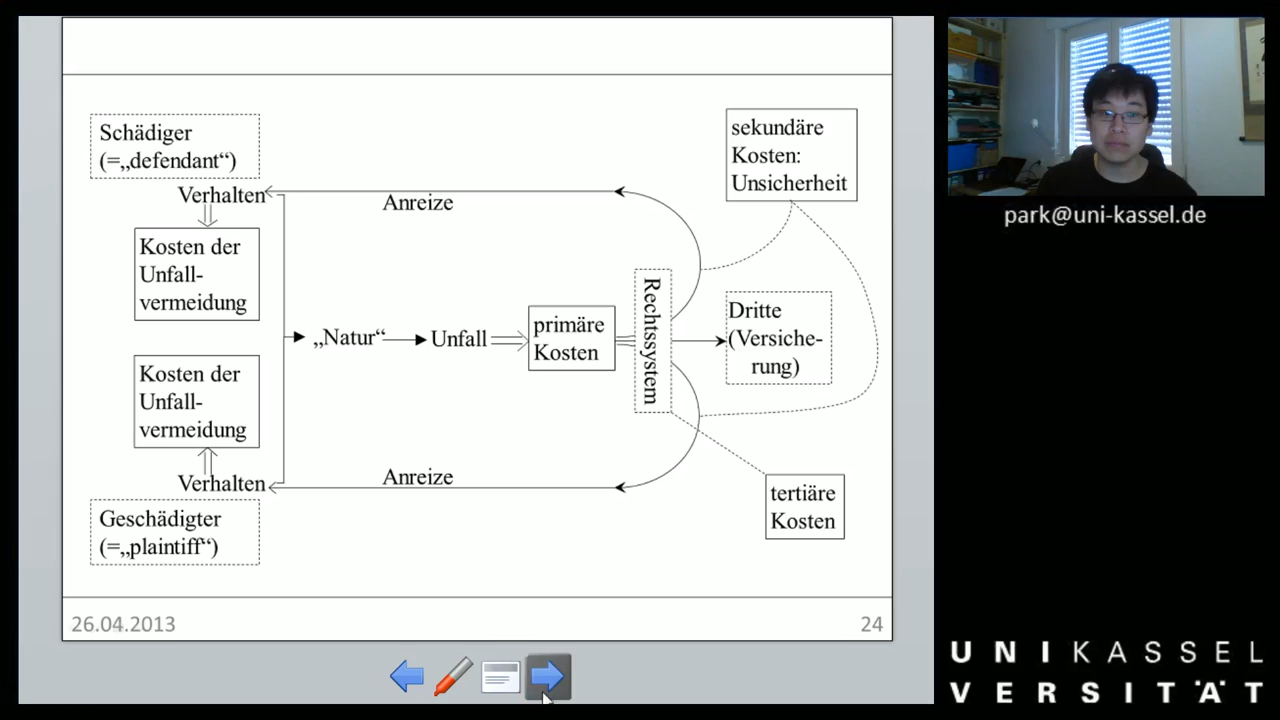 Schädiger
(=„defendant“)
Verhalten
Kosten der
Unfall-
vermeidung
Kosten der
Unfall-
vermeidung
Verhalten
Geschädigter
(=„plaintiff“)
Anreize
„Natur“
Unfall
primäre
Kosten
Rechtssystem
Anreize
sekundäre
Kosten:
Unsicherheit
Dritte
(Versiche-
rung)
tertiäre
Kosten
26.04.2013
24
park@uni-kassel.de
UNIKASSEL
VERSITÄT